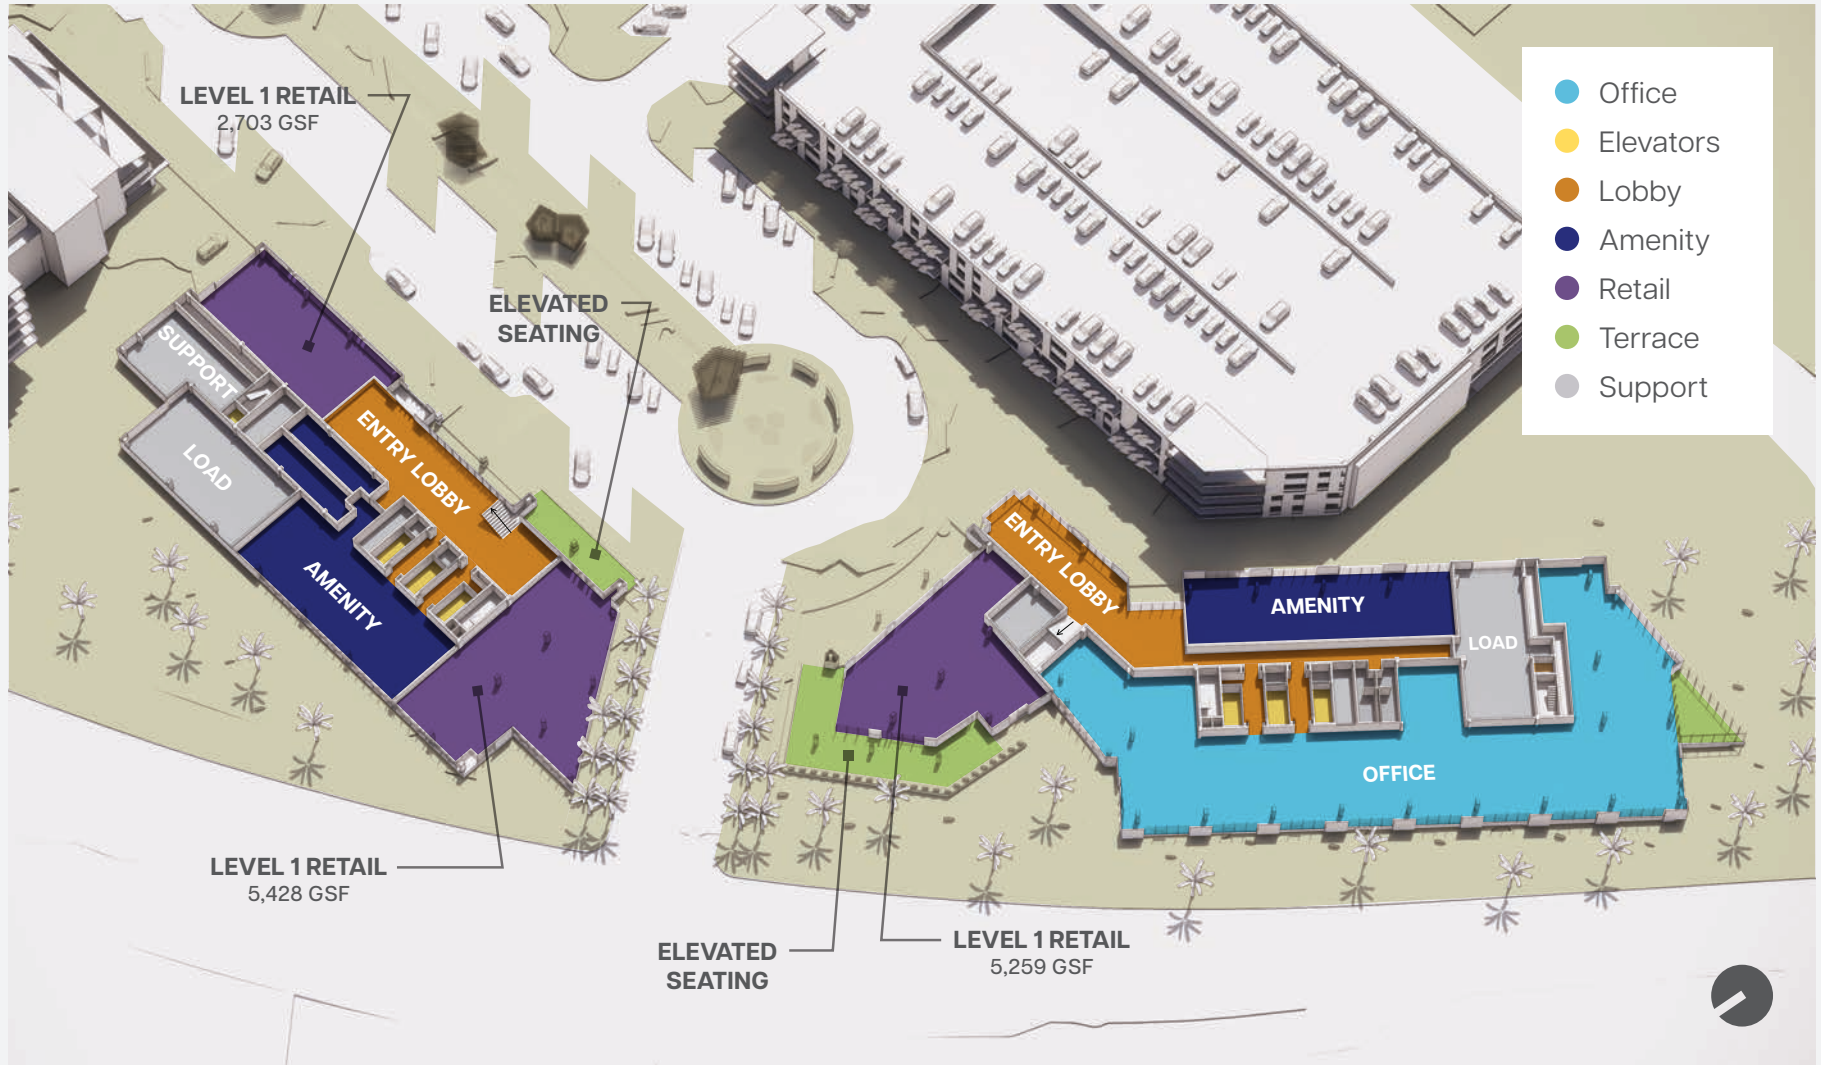 LEVEL 1 RETAIL
2,703 GSF
ELEVATED
SEATING
SUPPORT
LOAD
ENTRY LOBBY
AMENITY
LEVEL 1 RETAIL
5,428 GSF
ENTRY LOBBY
AMENITY
LOAD
OFFICE
ELEVATED
SEATING
LEVEL 1 RETAIL
5,259 GSF
Office
Elevators
Lobby
Amenity
Retail
Terrace
Support